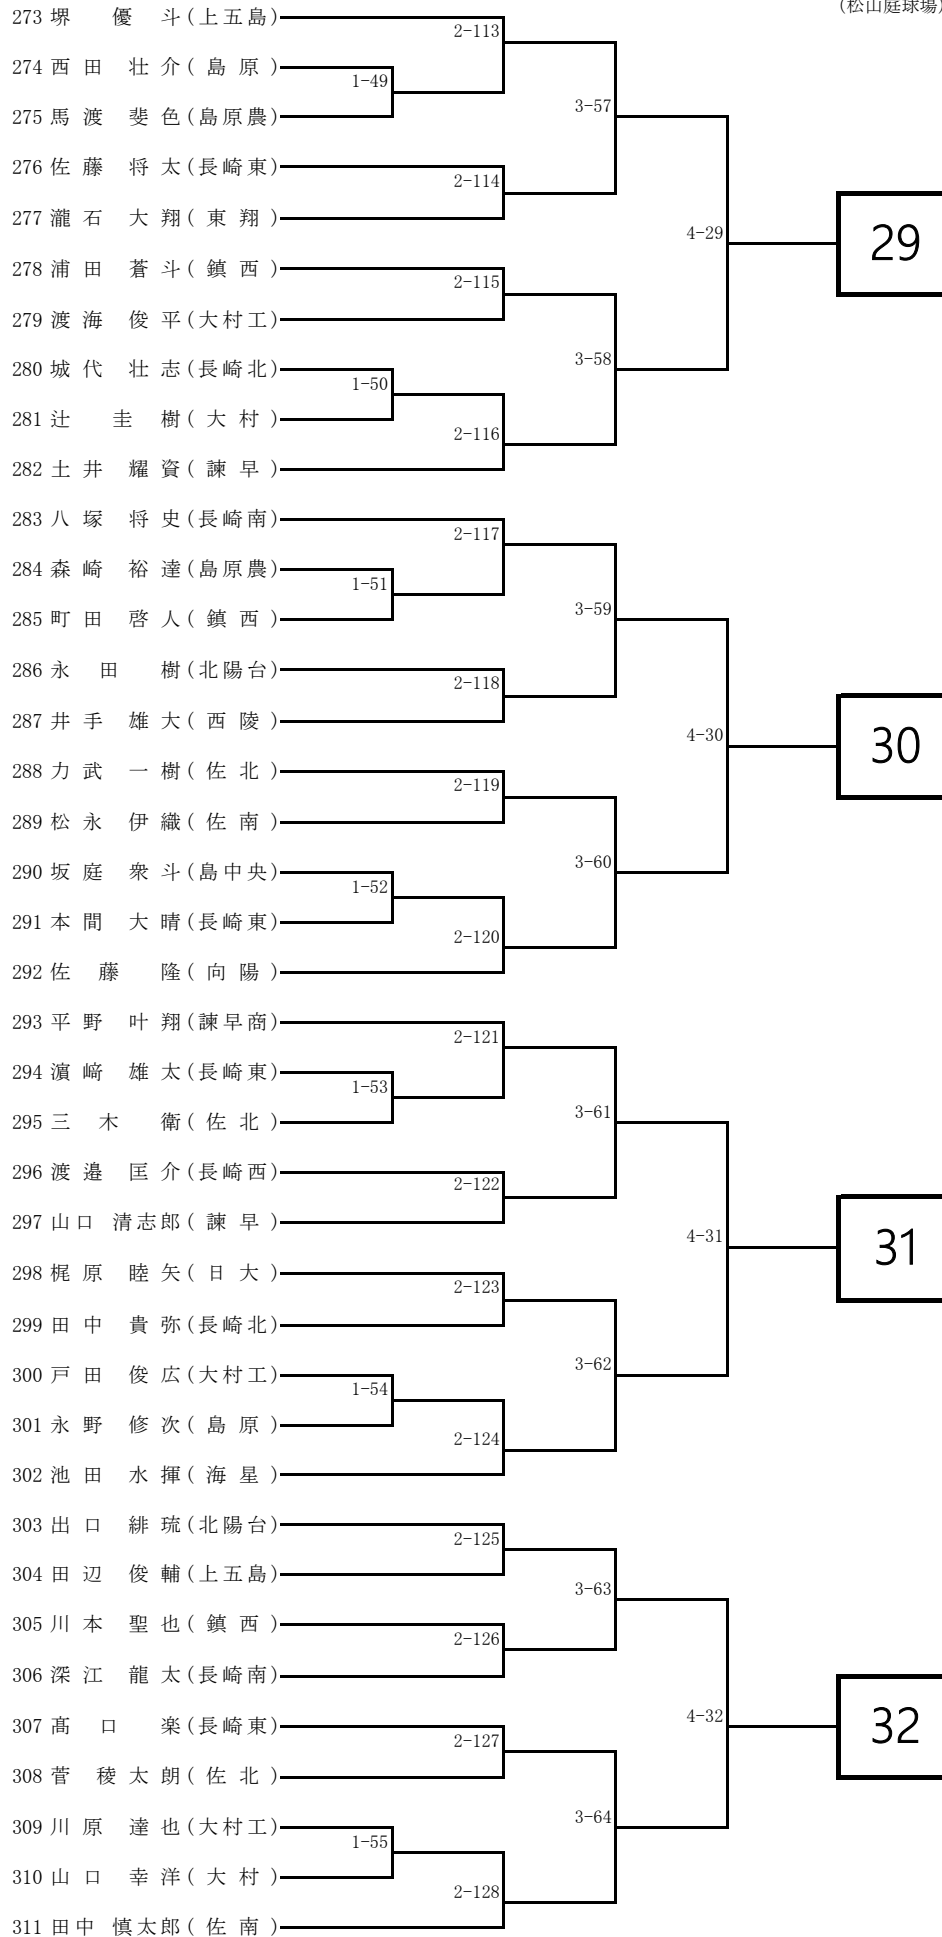 (松山庭球場)
273 堺 優 斗(上五島)
2-113
274 西 田 壮 介( 島 原 )
1-49
275 馬 渡 斐 色(島原農)
3-57
276 佐 藤 将 太(長崎東)
2-114
277 瀧 石 大 翔( 東 翔 )
4-29
29
278 浦 田 蒼 斗( 鎮 西 )
2-115
279 渡 海 俊 平(大村工)
3-58
280 城 代 壮 志(長崎北)
1-50
281 辻 圭 樹( 大 村 )
2-116
282 土 井 耀 資( 諫 早 )
283 八 塚 将 史(長崎南)
2-117
284 森 崎 裕 達(島原農)
1-51
285 町 田 啓 人( 鎮 西 )
3-59
286 永 田 樹(北陽台)
2-118
287 井 手 雄 大( 西 陵 )
4-30
30
288 力 武 一 樹( 佐 北 )
2-119
289 松 永 伊 織( 佐 南 )
3-60
290 坂 庭 衆 斗(島中央)
1-52
291 本 間 大 晴(長崎東)
2-120
292 佐 藤 隆( 向 陽 )
293 平 野 叶 翔(諫早商)
2-121
294 濵 﨑 雄 太(長崎東)
1-53
295 三 木 衛( 佐 北 )
3-61
296 渡 邉 匡 介(長崎西)
2-122
297 山口 清志郎( 諫 早 )
4-31
31
298 梶 原 睦 矢( 日 大 )
2-123
299 田 中 貴 弥(長崎北)
3-62
300 戸 田 俊 広(大村工)
1-54
301 永 野 修 次( 島 原 )
2-124
302 池 田 水 揮( 海 星 )
303 出 口 緋 琉(北陽台)
2-125
304 田 辺 俊 輔(上五島)
3-63
305 川 本 聖 也( 鎮 西 )
2-126
306 深 江 龍 太(長崎南)
4-32
32
307 髙 口 楽(長崎東)
2-127
308 菅 稜 太 朗( 佐 北 )
3-64
309 川 原 達 也(大村工)
1-55
310 山 口 幸 洋( 大 村 )
2-128
311 田中 慎太郎( 佐 南 )